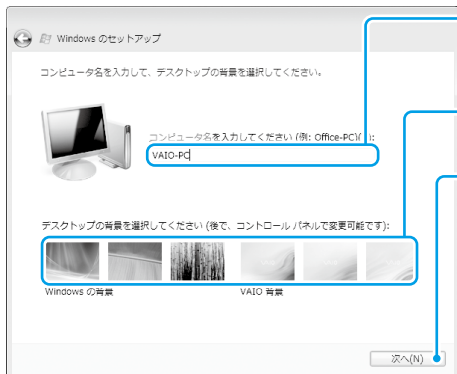 Windows のセットアップ
コンピュータ名を入力して、デスクトップの背景を選択してください。
コンピュータ名を入力してください (例: Office-PC)( ):
VAIO-PC
デスクトップの背景を選択してください (後で、コントロール パネルで変更可能です):
Windows の背景
VAIO 背景
次へ(N)